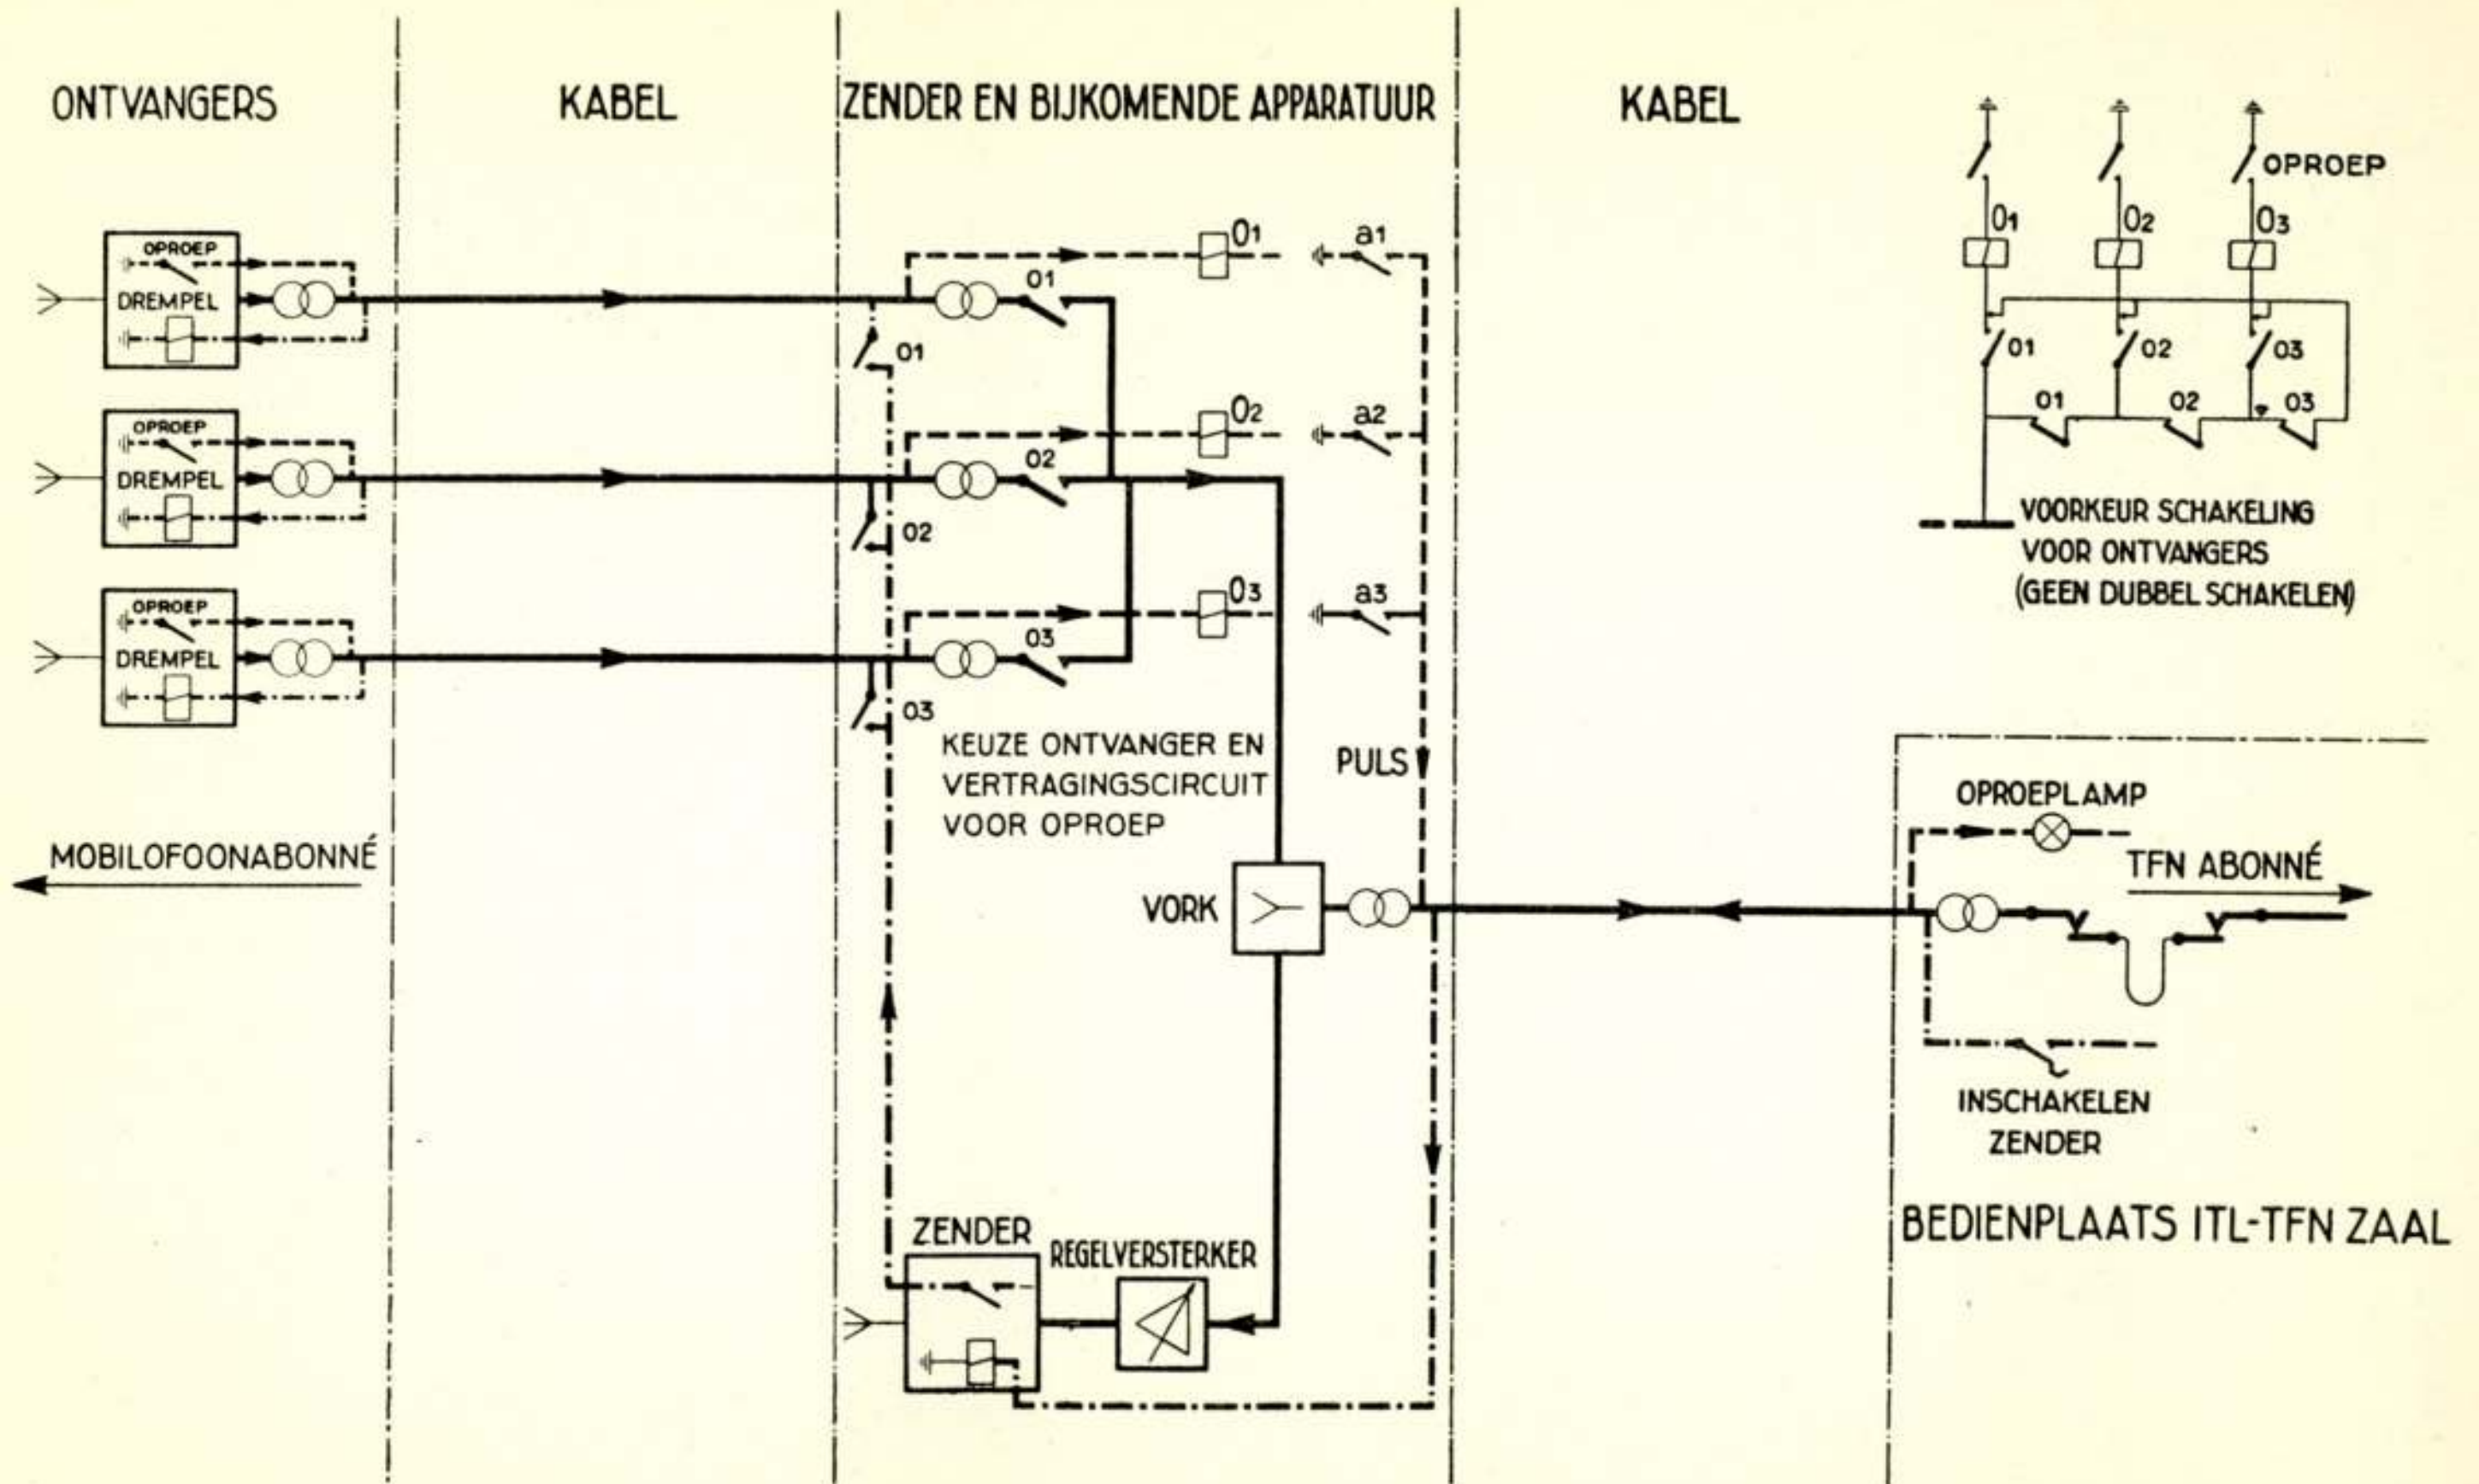 ONTVANGERS
KABEL
ZENDER EN BIJKOMENDE APPARATUUR
KABEL
OPROEP
O1
O2
O3
o1
o2
o3
o1
o2
o3
VOORKEUR SCHAKELING
VOOR ONTVANGERS
(GEEN DUBBEL SCHAKELEN)
OPROEP
DREMPEL
OPROEP
DREMPEL
OPROEP
DREMPEL
O1
a1
o1
o1
O2
a2
o2
o2
O3
a3
o3
o3
KEUZE ONTVANGER EN
VERTRAGINGSCIRCUIT
VOOR OPROEP
PULS
MOBILOFOONABONNÉ
VORK
OPROEPLAMP
TFN ABONNÉ
INSCHAKELEN
ZENDER
BEDIENPLAATS ITL-TFN ZAAL
ZENDER
REGELVERSTERKER